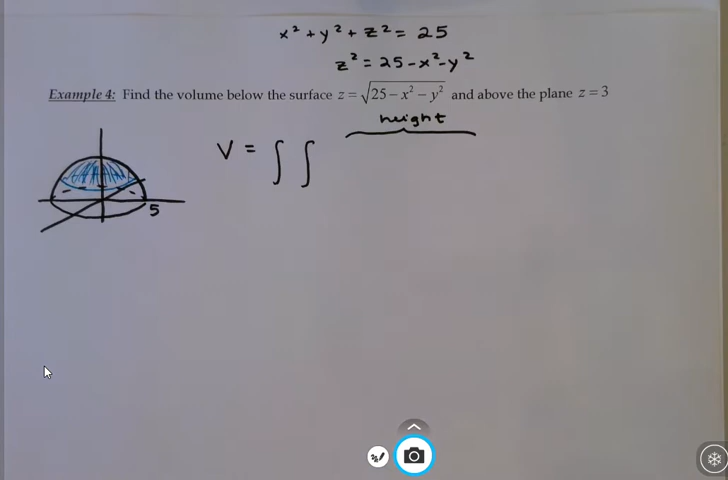 x² + y² + z² = 25
z² = 25 - x² - y²
Example 4: Find the volume below the surface z = √(25 − x² − y²) and above the plane z = 3
height
V = ∫ ∫
5